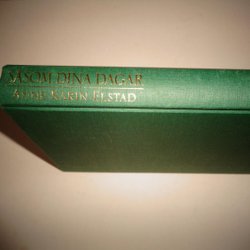 SÅSOM DINA DAGAR
ANNE KARIN ELSTAD